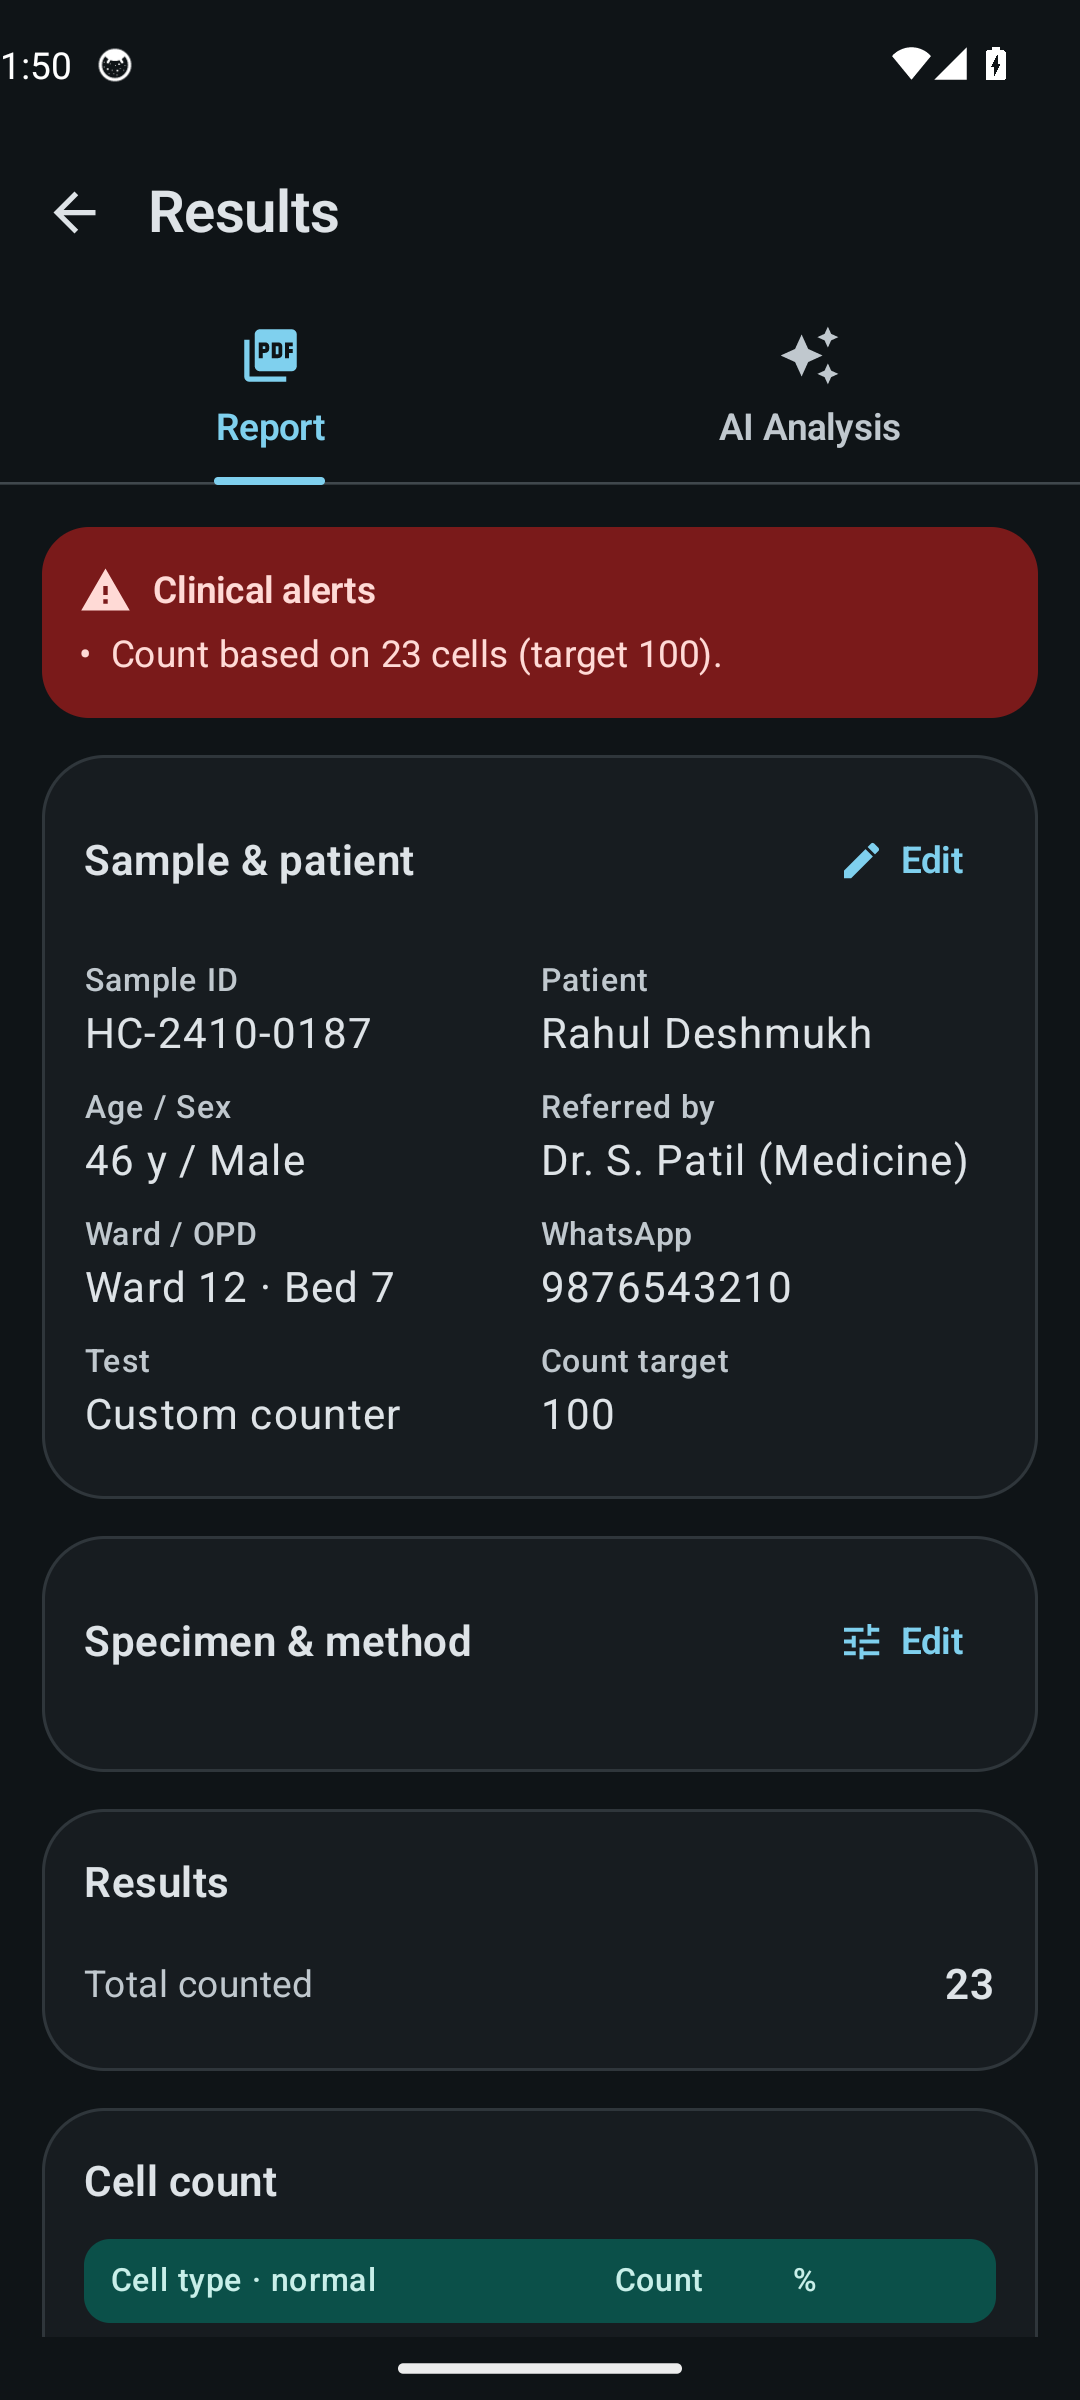 1:50
Results
PDF
Report
AI Analysis
Clinical alerts
• Count based on 23 cells (target 100).
Sample & patient
Edit
Sample ID
Patient
HC-2410-0187
Rahul Deshmukh
Age / Sex
Referred by
46 y / Male
Dr. S. Patil (Medicine)
Ward / OPD
WhatsApp
Ward 12 · Bed 7
9876543210
Test
Count target
Custom counter
100
Specimen & method
Edit
Results
Total counted
23
Cell count
Cell type · normal
Count
%